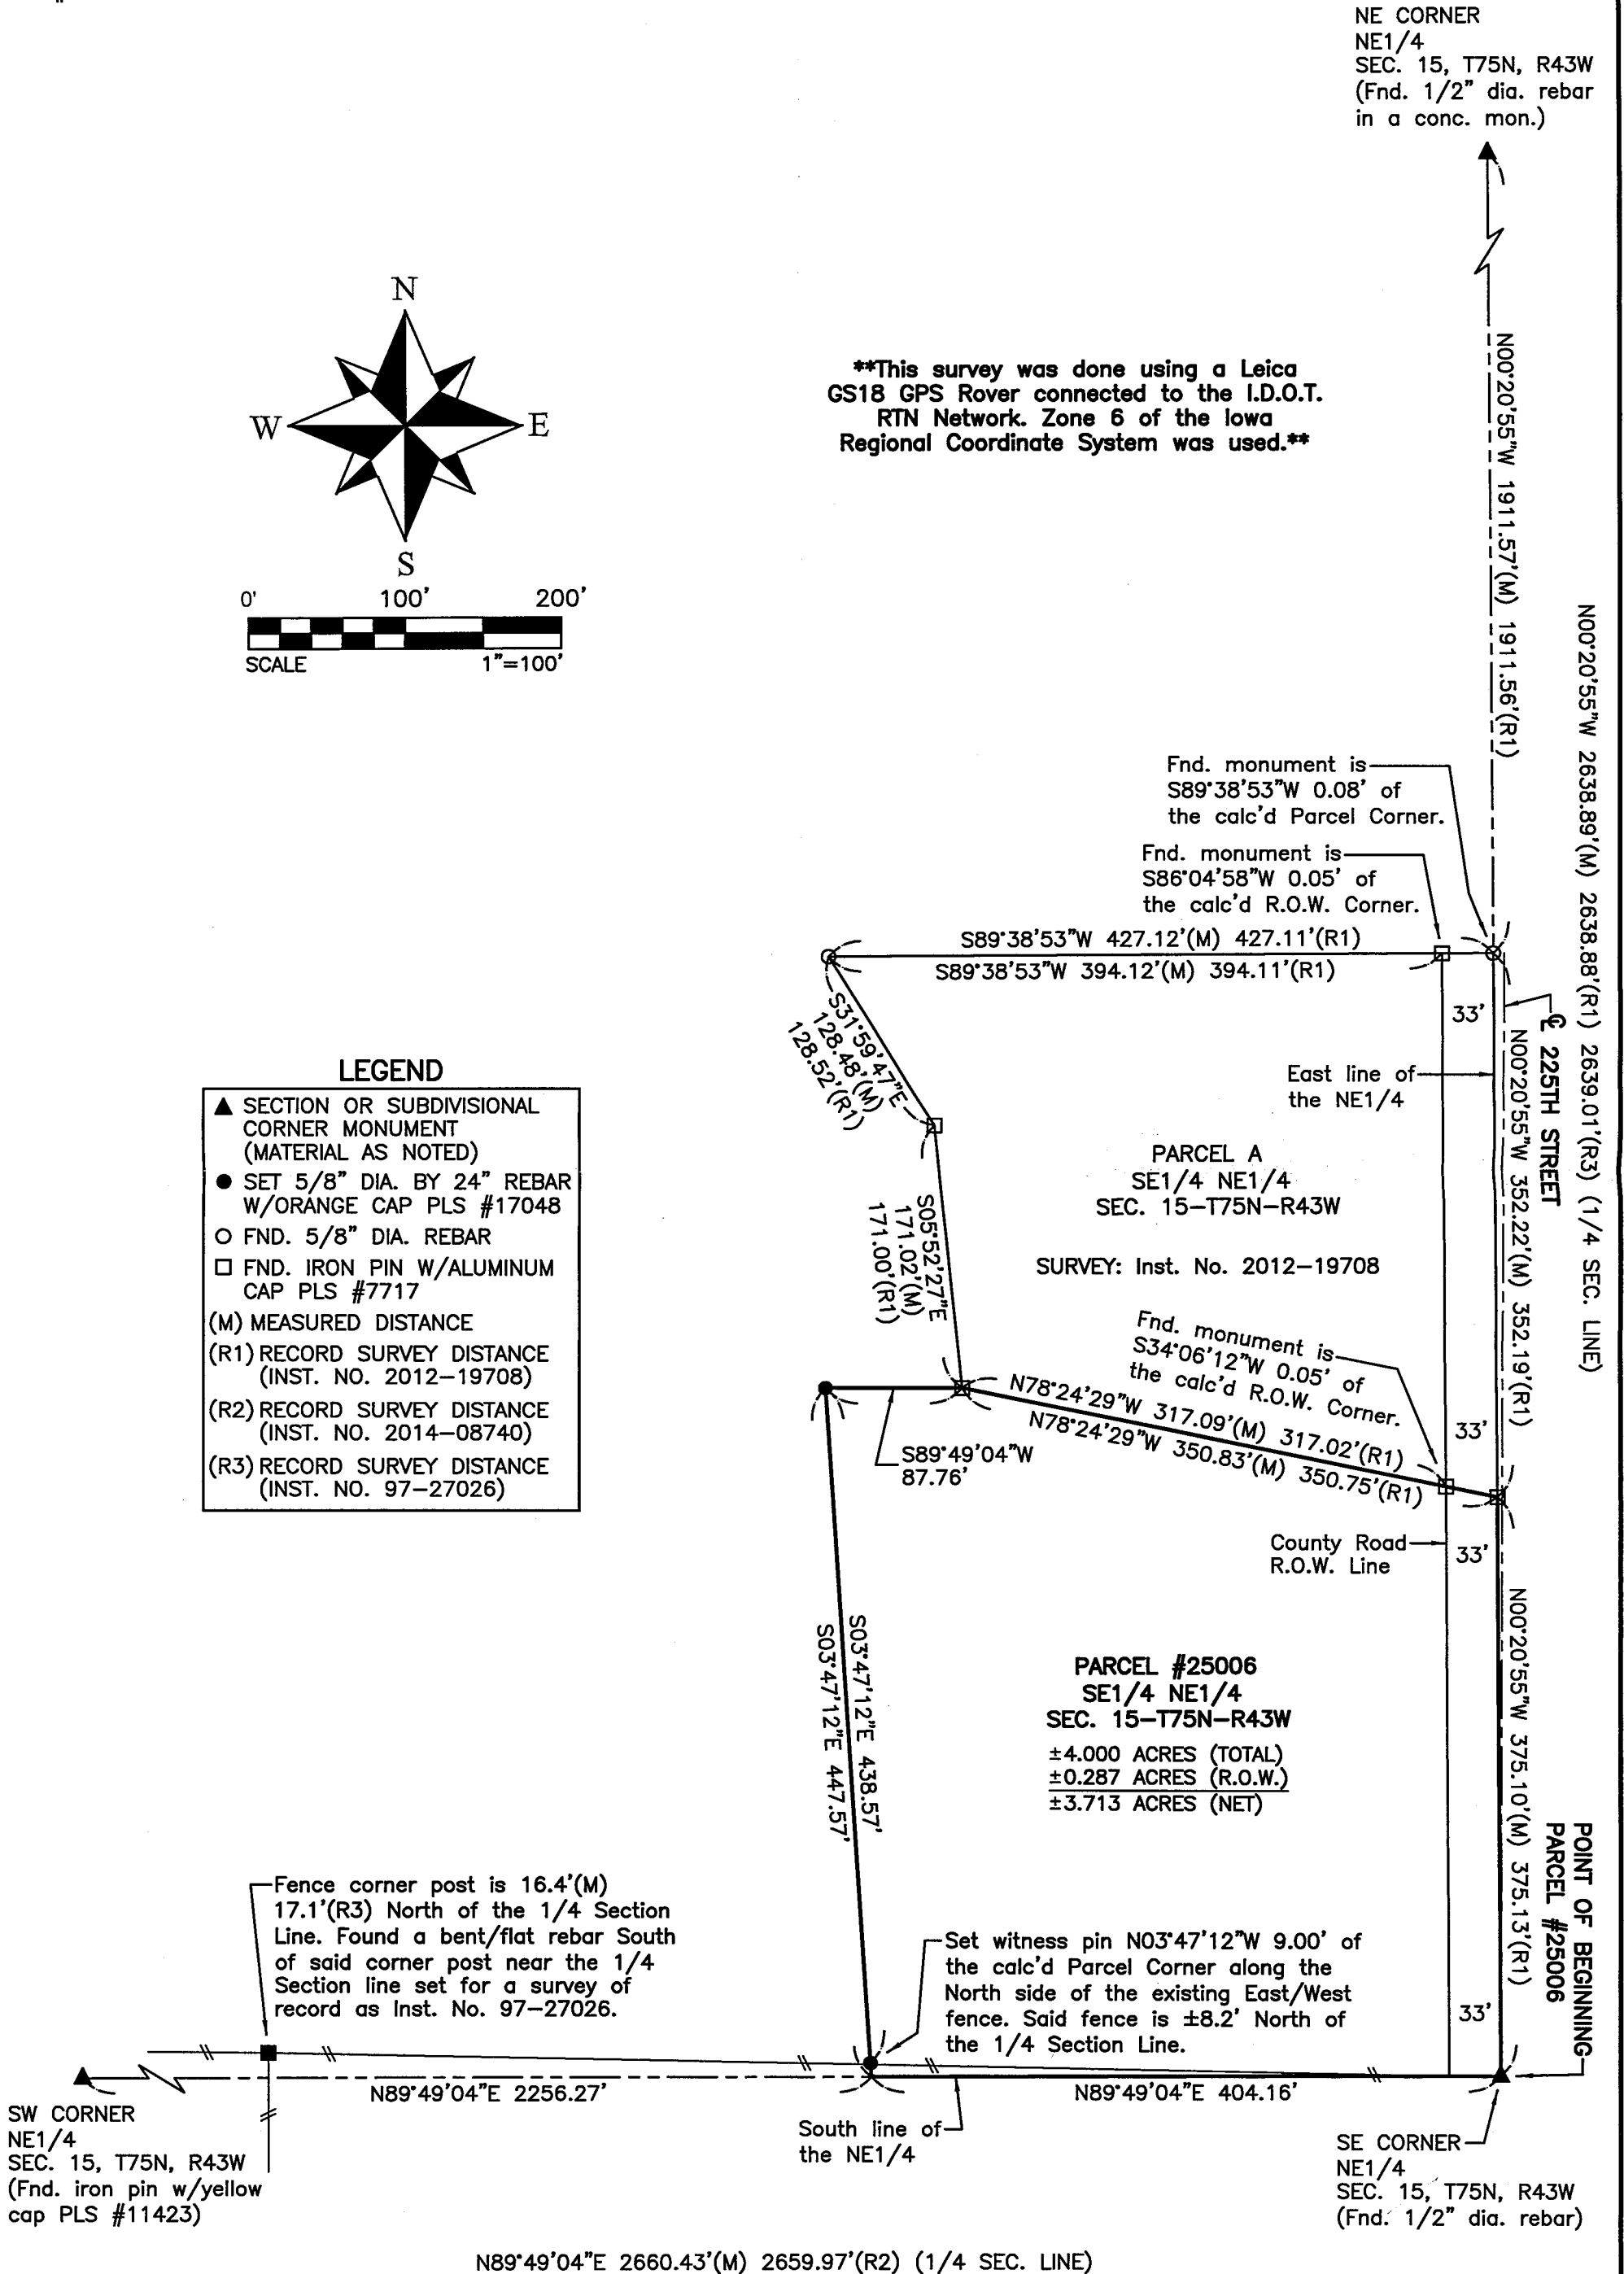 NE CORNER
NE1/4
SEC. 15, T75N, R43W
(Fnd. 1/2" dia. rebar
in a conc. mon.)
N
W
E
S
0'
100'
200'
SCALE
1"=100'
**This survey was done using a Leica
GS18 GPS Rover connected to the I.D.O.T.
RTN Network. Zone 6 of the Iowa
Regional Coordinate System was used.**
N00°20'55"W 1911.57'(M) 1911.56'(R1)
N00°20'55"W 2638.89'(M) 2638.88'(R1) 2639.01'(R3) (1/4 SEC. LINE)
Fnd. monument is
S89°38'53"W 0.08' of
the calc'd Parcel Corner.
Fnd. monument is
S86°04'58"W 0.05' of
the calc'd R.O.W. Corner.
S89°38'53"W 427.12'(M) 427.11'(R1)
S89°38'53"W 394.12'(M) 394.11'(R1)
33'
℄ 225TH STREET
N00°20'55"W 352.22'(M) 352.19'(R1)
East line of
the NE1/4
S31°59'47"E
128.48'(M)
128.52'(R1)
PARCEL A
SE1/4 NE1/4
SEC. 15-T75N-R43W
SURVEY: Inst. No. 2012-19708
S05°52'27"E
171.02'(M)
171.00'(R1)
LEGEND
▲ SECTION OR SUBDIVISIONAL
CORNER MONUMENT
(MATERIAL AS NOTED)
● SET 5/8" DIA. BY 24" REBAR
W/ORANGE CAP PLS #17048
○ FND. 5/8" DIA. REBAR
□ FND. IRON PIN W/ALUMINUM
CAP PLS #7717
(M) MEASURED DISTANCE
(R1) RECORD SURVEY DISTANCE
(INST. NO. 2012-19708)
(R2) RECORD SURVEY DISTANCE
(INST. NO. 2014-08740)
(R3) RECORD SURVEY DISTANCE
(INST. NO. 97-27026)
Fnd. monument is
S34°06'12"W 0.05' of
the calc'd R.O.W. Corner.
N78°24'29"W 317.09'(M) 317.02'(R1)
N78°24'29"W 350.83'(M) 350.75'(R1)
33'
S89°49'04"W
87.76'
County Road
R.O.W. Line
33'
N00°20'55"W 375.10'(M) 375.13'(R1)
S03°47'12"E 438.57'
S03°47'12"E 447.57'
PARCEL #25006
SE1/4 NE1/4
SEC. 15-T75N-R43W
±4.000 ACRES (TOTAL)
±0.287 ACRES (R.O.W.)
±3.713 ACRES (NET)
POINT OF BEGINNING
PARCEL #25006
Fence corner post is 16.4'(M)
17.1'(R3) North of the 1/4 Section
Line. Found a bent/flat rebar South
of said corner post near the 1/4
Section line set for a survey of
record as Inst. No. 97-27026.
Set witness pin N03°47'12"W 9.00' of
the calc'd Parcel Corner along the
North side of the existing East/West
fence. Said fence is ±8.2' North of
the 1/4 Section Line.
33'
N89°49'04"E 2256.27'
N89°49'04"E 404.16'
South line of
the NE1/4
SW CORNER
NE1/4
SEC. 15, T75N, R43W
(Fnd. iron pin w/yellow
cap PLS #11423)
SE CORNER
NE1/4
SEC. 15, T75N, R43W
(Fnd. 1/2" dia. rebar)
N89°49'04"E 2660.43'(M) 2659.97'(R2) (1/4 SEC. LINE)